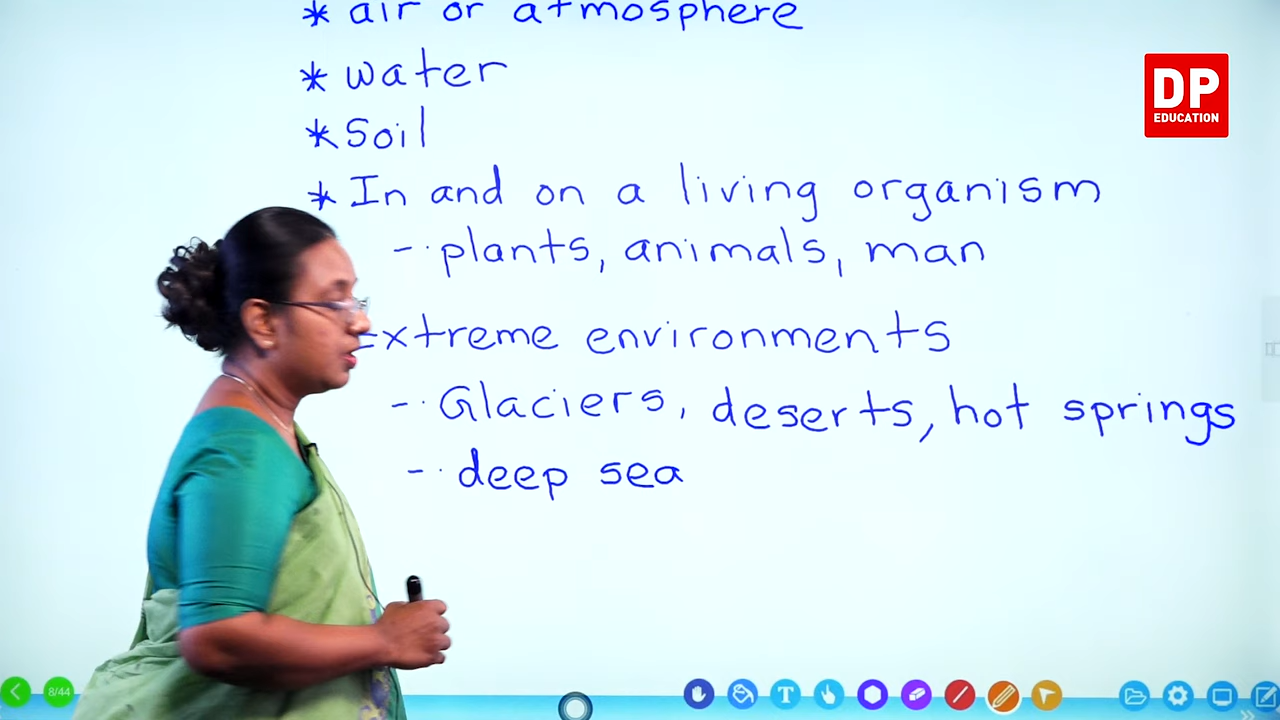 * air or atmosphere
* water
* Soil
* In and on a living organism
- plants, animals, man
Extreme environments
- Glaciers, deserts, hot springs
- deep sea
DP
EDUCATION
8/44
T